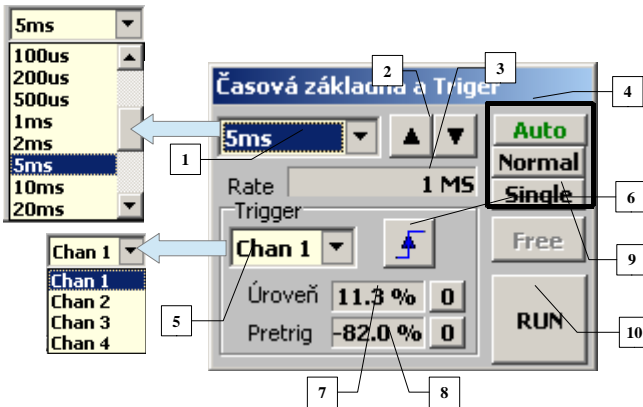 5ms
100us
200us
500us
1ms
2ms
5ms
10ms
20ms
2
3
4
Časová základna a Triger
5ms
Auto
Normal
Single
1
Rate 1 MS
6
Trigger
Chan 1
Chan 1
Free
9
Chan 1
Chan 2
Chan 3
Chan 4
5
Úroveň 11.3 % 0
Pretrig -82.0 % 0
RUN
10
7
8